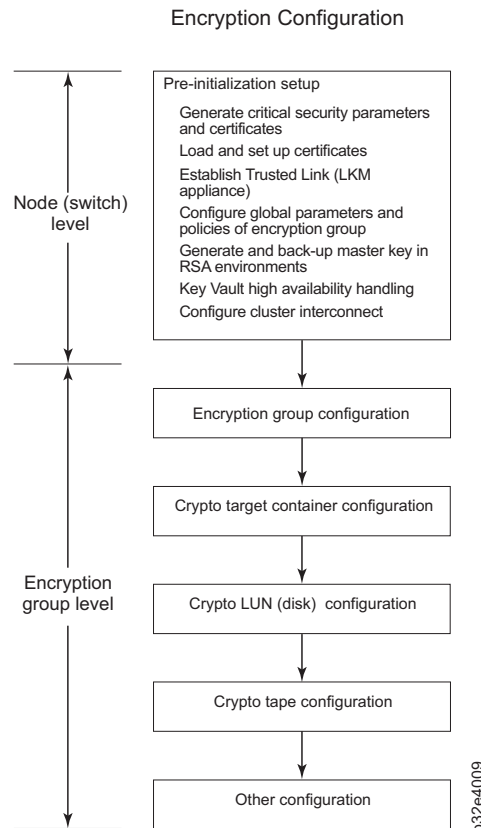 Encryption Configuration
Pre-initialization setup
Generate critical security parameters
and certificates
Load and set up certificates
Establish Trusted Link (LKM
appliance)
Configure global parameters and
policies of encryption group
Generate and back-up master key in
RSA environments
Key Vault high availability handling
Configure cluster interconnect
Node (switch)
level
Encryption group configuration
Crypto target container configuration
Crypto LUN (disk) configuration
Encryption
group level
Crypto tape configuration
Other configuration